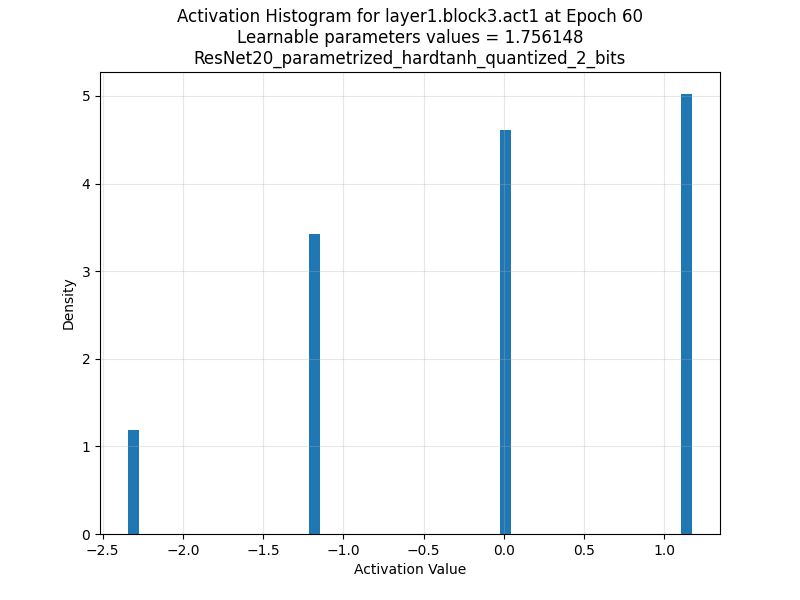 Activation Histogram for layer1.block3.act1 at Epoch 60
Learnable parameters values = 1.756148
ResNet20_parametrized_hardtanh_quantized_2_bits
Density
5
4
3
2
1
0
−2.5 −2.0 −1.5 −1.0 −0.5 0.0 0.5 1.0
Activation Value